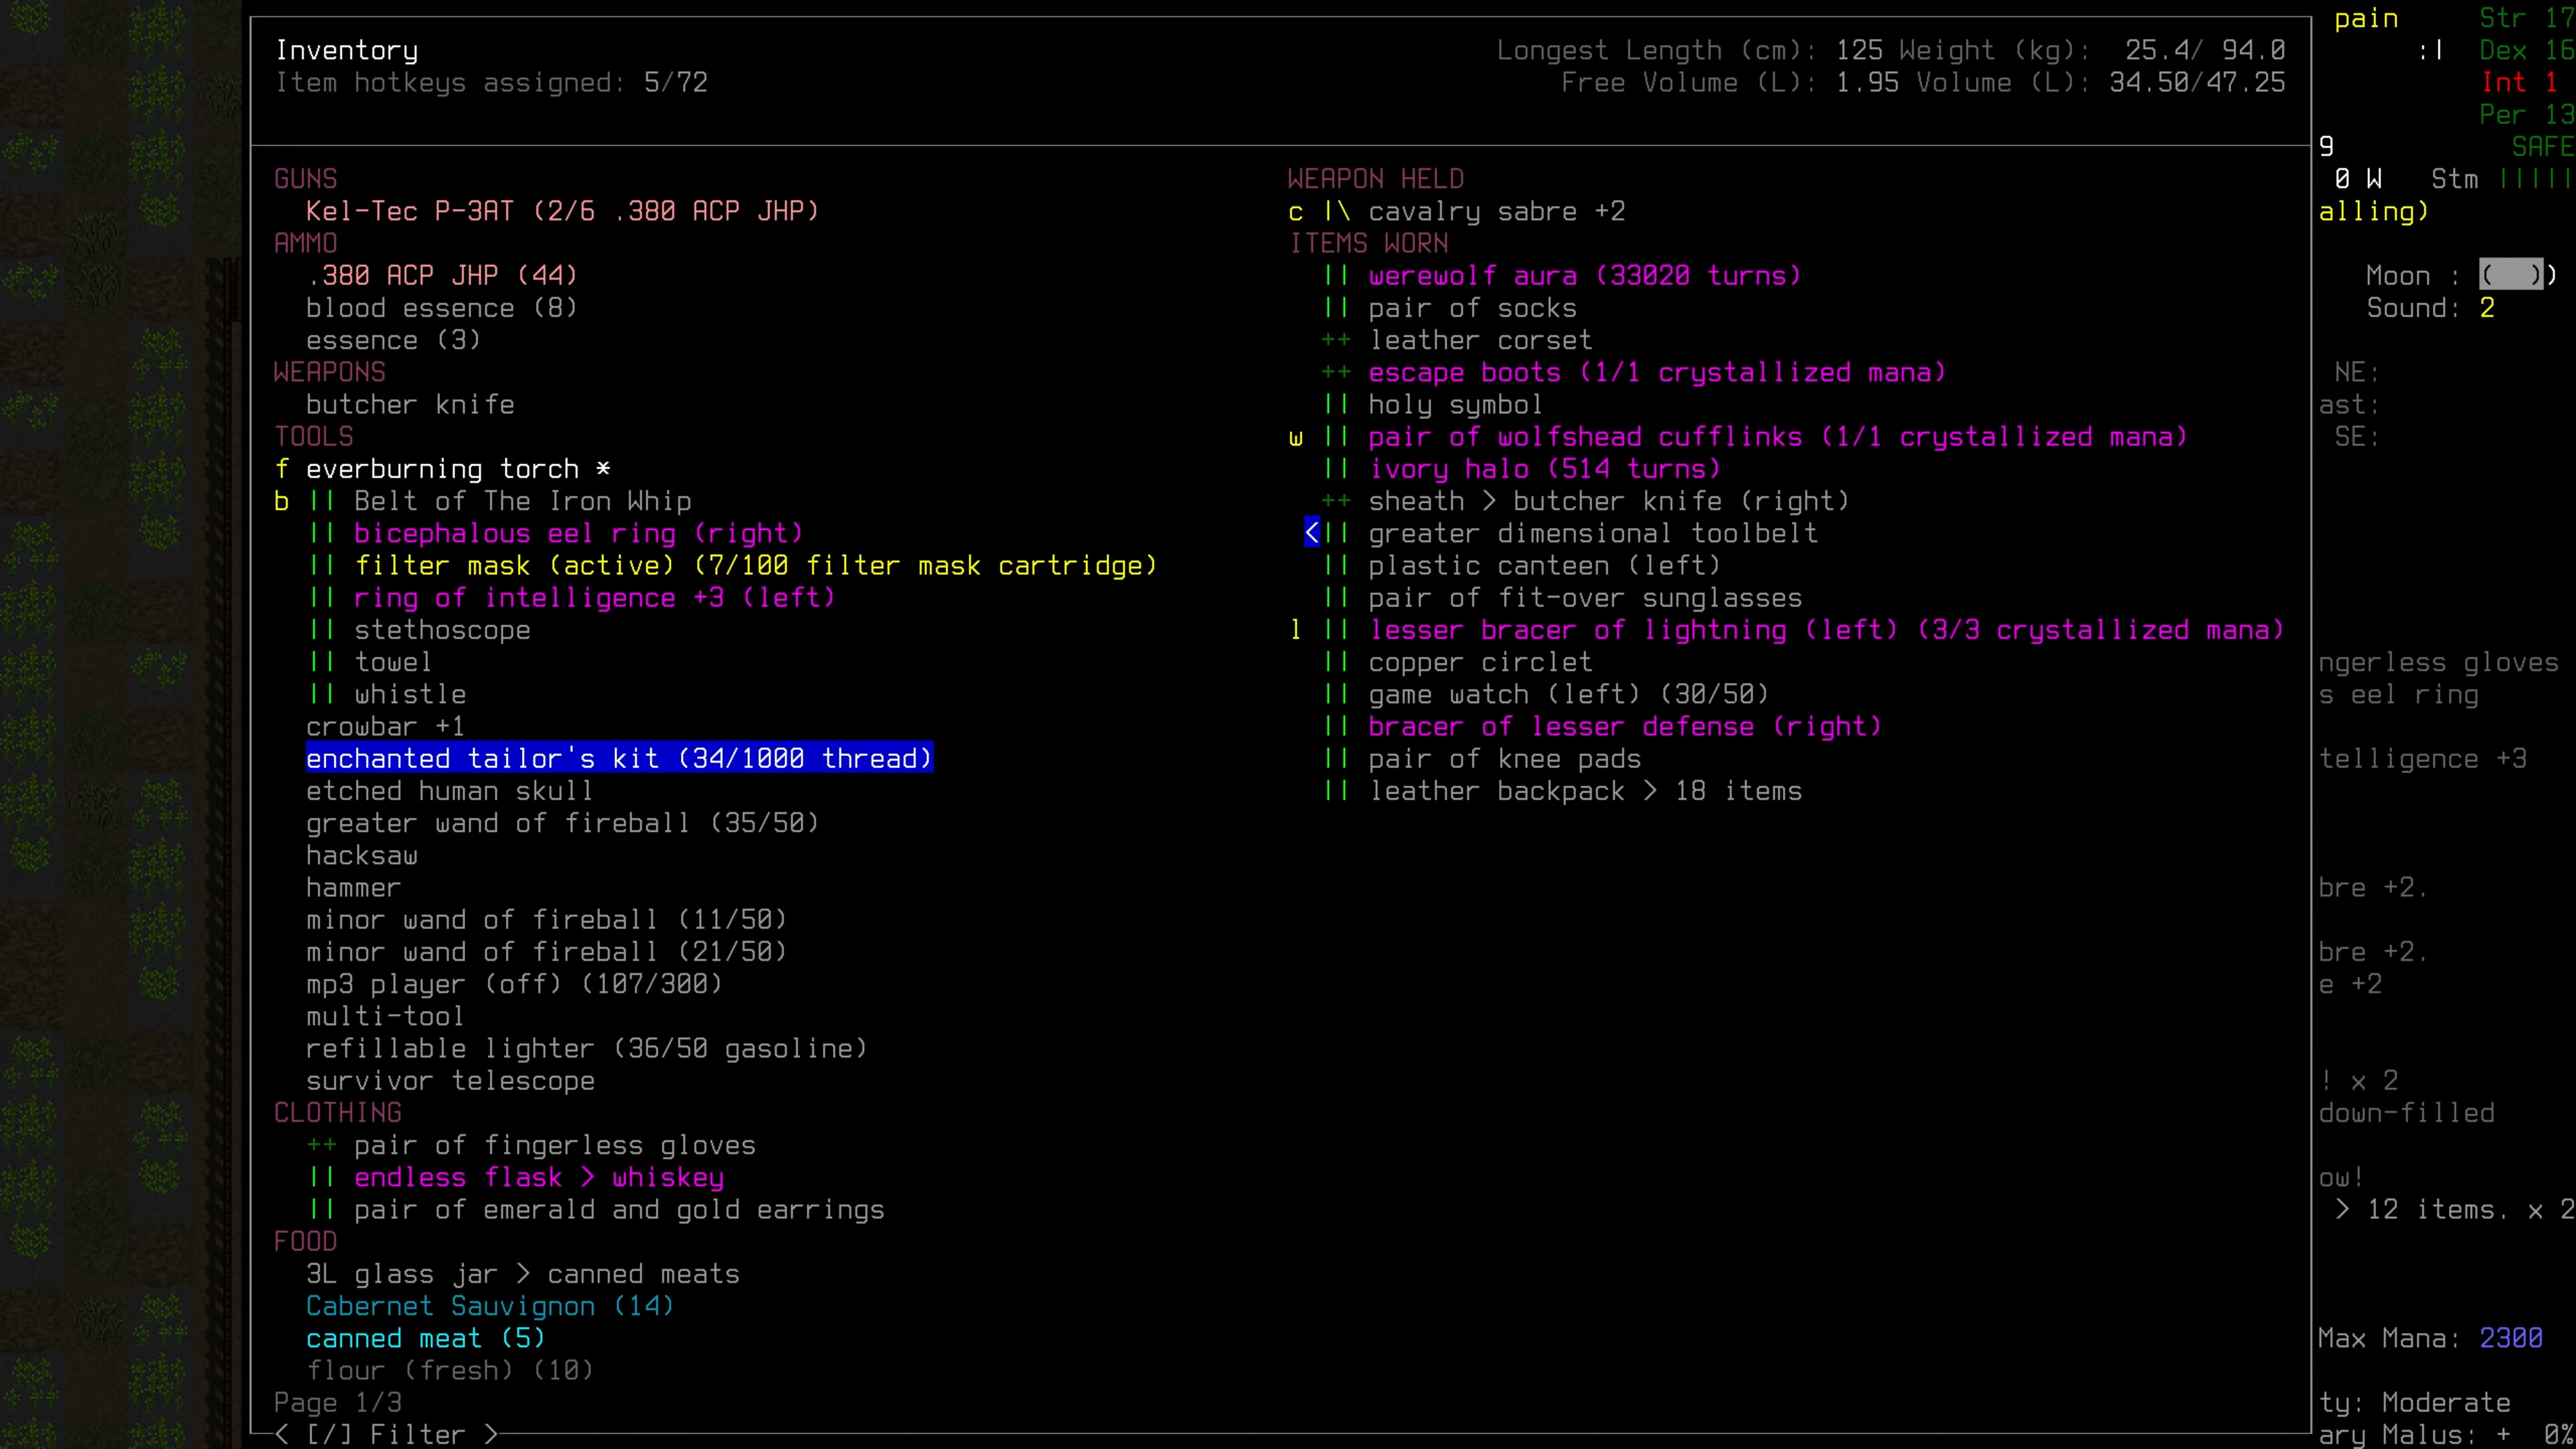 Inventory
Item hotkeys assigned: 5/72
Longest Length (cm): 125 Weight (kg): 25.4/ 94.0
Free Volume (L): 1.95 Volume (L): 34.50/47.25
GUNS
Kel-Tec P-3AT (2/6 .380 ACP JHP)
AMMO
.380 ACP JHP (44)
blood essence (8)
essence (3)
WEAPONS
butcher knife
TOOLS
f everburning torch *
b || Belt of The Iron Whip
|| bicephalous eel ring (right)
|| filter mask (active) (7/100 filter mask cartridge)
|| ring of intelligence +3 (left)
|| stethoscope
|| towel
|| whistle
crowbar +1
enchanted tailor's kit (34/1000 thread)
etched human skull
greater wand of fireball (35/50)
hacksaw
hammer
minor wand of fireball (11/50)
minor wand of fireball (21/50)
mp3 player (off) (107/300)
multi-tool
refillable lighter (36/50 gasoline)
survivor telescope
CLOTHING
++ pair of fingerless gloves
|| endless flask > whiskey
|| pair of emerald and gold earrings
FOOD
3L glass jar > canned meats
Cabernet Sauvignon (14)
canned meat (5)
flour (fresh) (10)
Page 1/3
< [/] Filter >
WEAPON HELD
c |\ cavalry sabre +2
ITEMS WORN
|| werewolf aura (33020 turns)
|| pair of socks
++ leather corset
++ escape boots (1/1 crystallized mana)
|| holy symbol
w || pair of wolfshead cufflinks (1/1 crystallized mana)
|| ivory halo (514 turns)
++ sheath > butcher knife (right)
<|| greater dimensional toolbelt
|| plastic canteen (left)
|| pair of fit-over sunglasses
l || lesser bracer of lightning (left) (3/3 crystallized mana)
|| copper circlet
|| game watch (left) (30/50)
|| bracer of lesser defense (right)
|| pair of knee pads
|| leather backpack > 18 items
pain Str 17
:| Dex 16
Int 1
Per 13
9 SAFE
0 W Stm |||||
alling)
Moon : (  ))
Sound: 2
NE:
ast:
SE:
ngerless gloves
s eel ring
telligence +3
bre +2.
bre +2.
e +2
! x 2
down-filled
ow!
> 12 items. x 2
Max Mana: 2300
ty: Moderate
ary Malus: + 0%